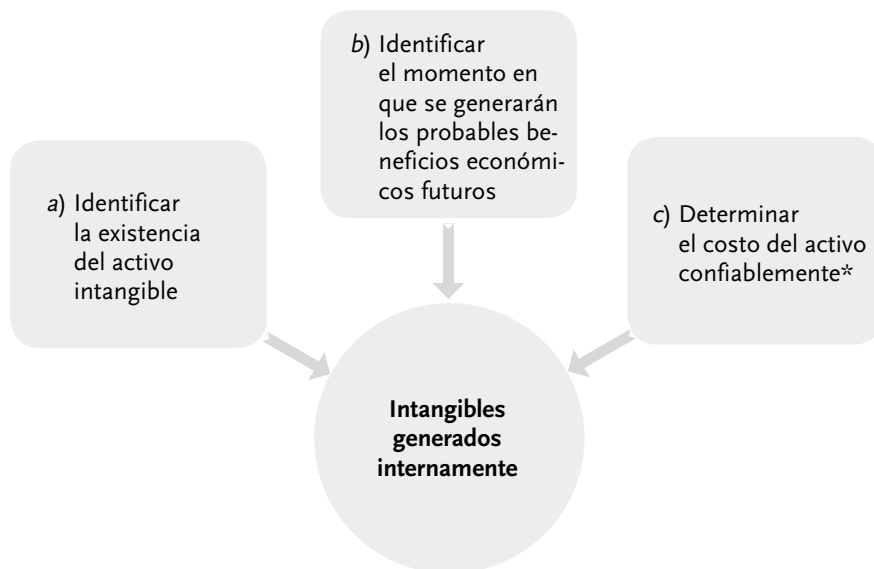 b) Identificar
el momento en
que se generarán
los probables be-
neficios económi-
cos futuros
a) Identificar
la existencia
del activo
intangible
c) Determinar
el costo del activo
confiablemente*
Intangibles
generados
internamente